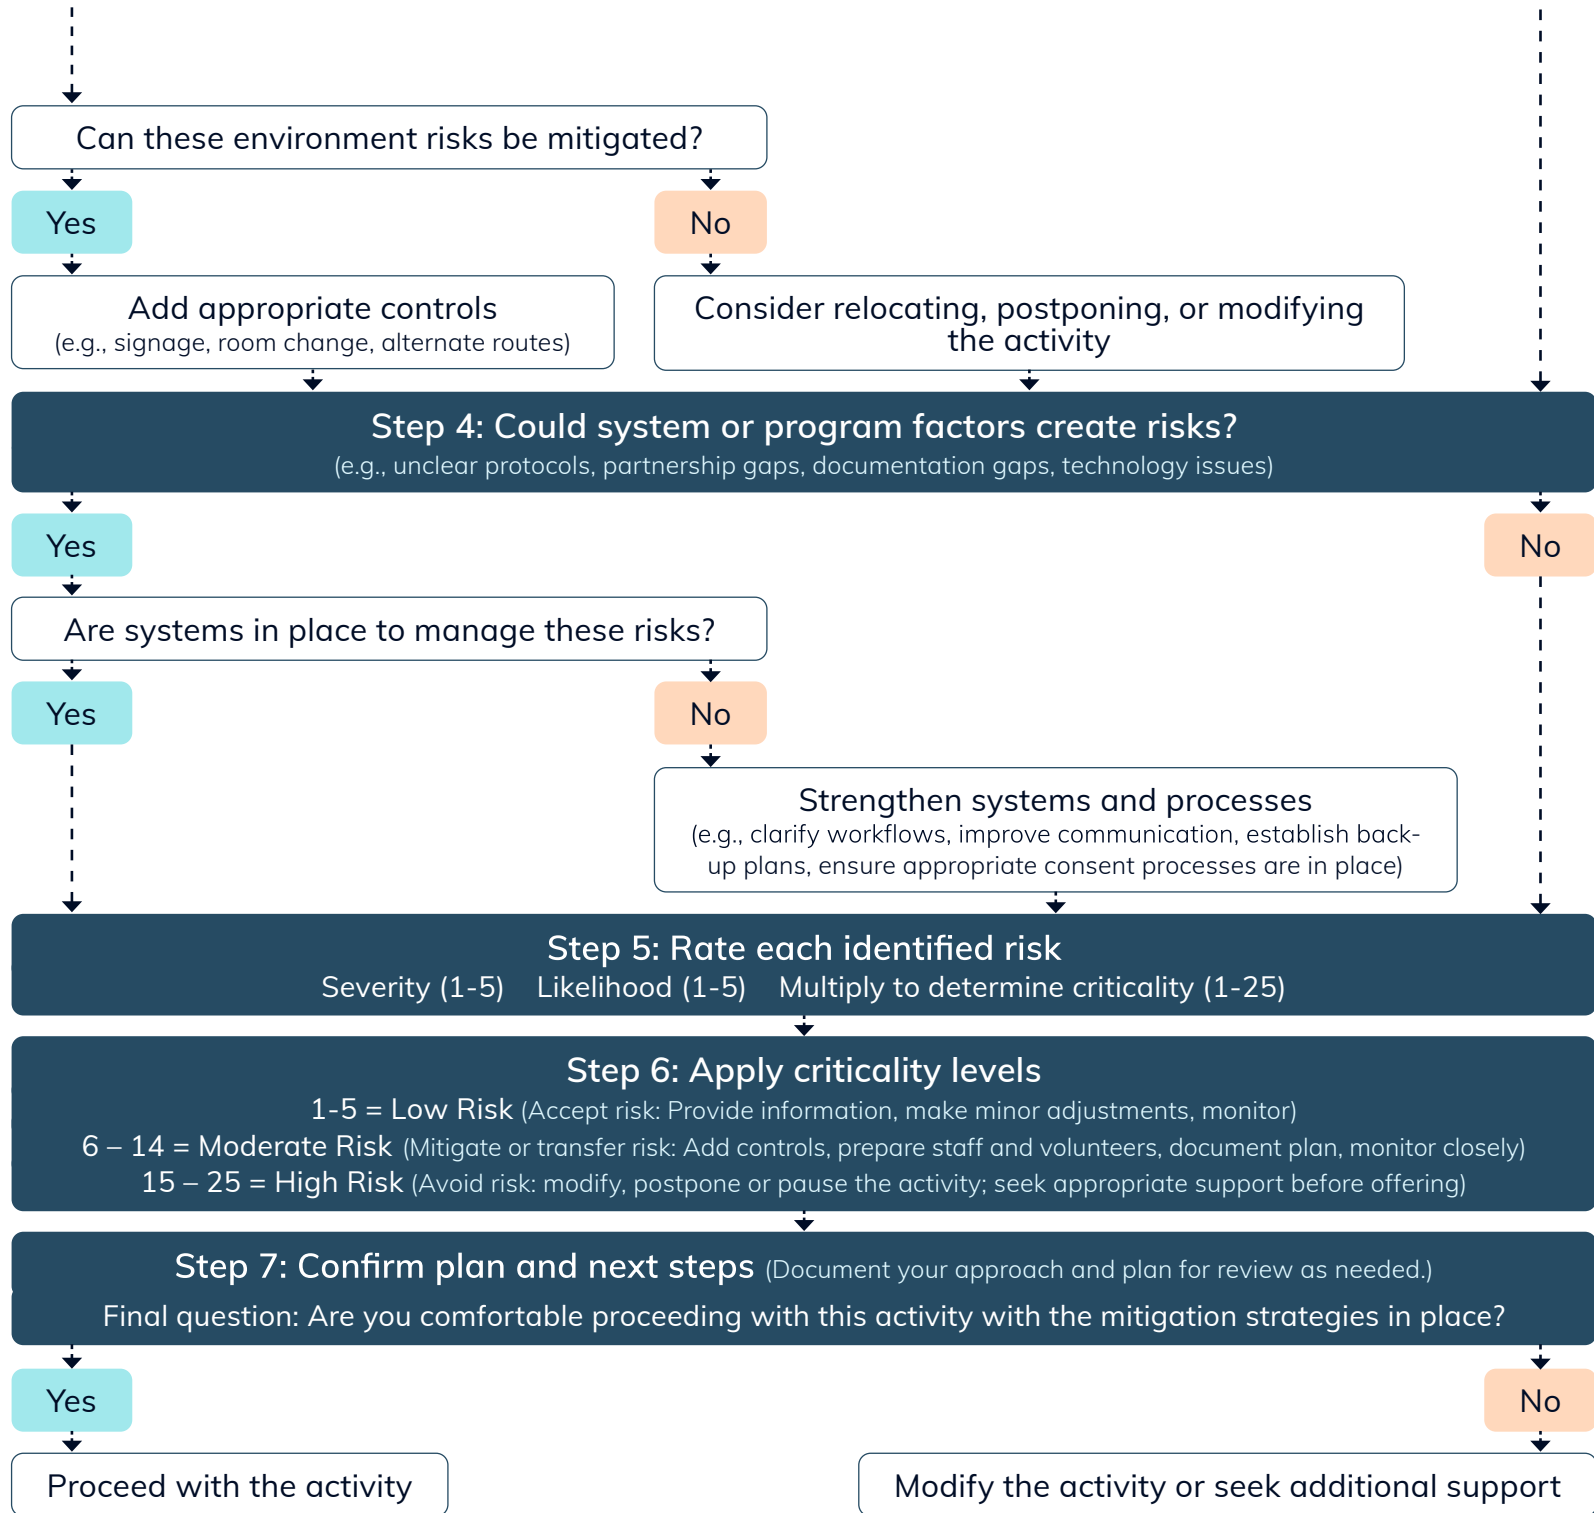 Can these environment risks be mitigated?
Yes
No
Add appropriate controls
(e.g., signage, room change, alternate routes)
Consider relocating, postponing, or modifying
the activity
Step 4: Could system or program factors create risks?
(e.g., unclear protocols, partnership gaps, documentation gaps, technology issues)
Yes
No
Are systems in place to manage these risks?
Yes
No
Strengthen systems and processes
(e.g., clarify workflows, improve communication, establish back-
up plans, ensure appropriate consent processes are in place)
Step 5: Rate each identified risk
Severity (1-5) Likelihood (1-5) Multiply to determine criticality (1-25)
Step 6: Apply criticality levels
1-5 = Low Risk (Accept risk: Provide information, make minor adjustments, monitor)
6 – 14 = Moderate Risk (Mitigate or transfer risk: Add controls, prepare staff and volunteers, document plan, monitor closely)
15 – 25 = High Risk (Avoid risk: modify, postpone or pause the activity; seek appropriate support before offering)
Step 7: Confirm plan and next steps (Document your approach and plan for review as needed.)
Final question: Are you comfortable proceeding with this activity with the mitigation strategies in place?
Yes
No
Proceed with the activity
Modify the activity or seek additional support